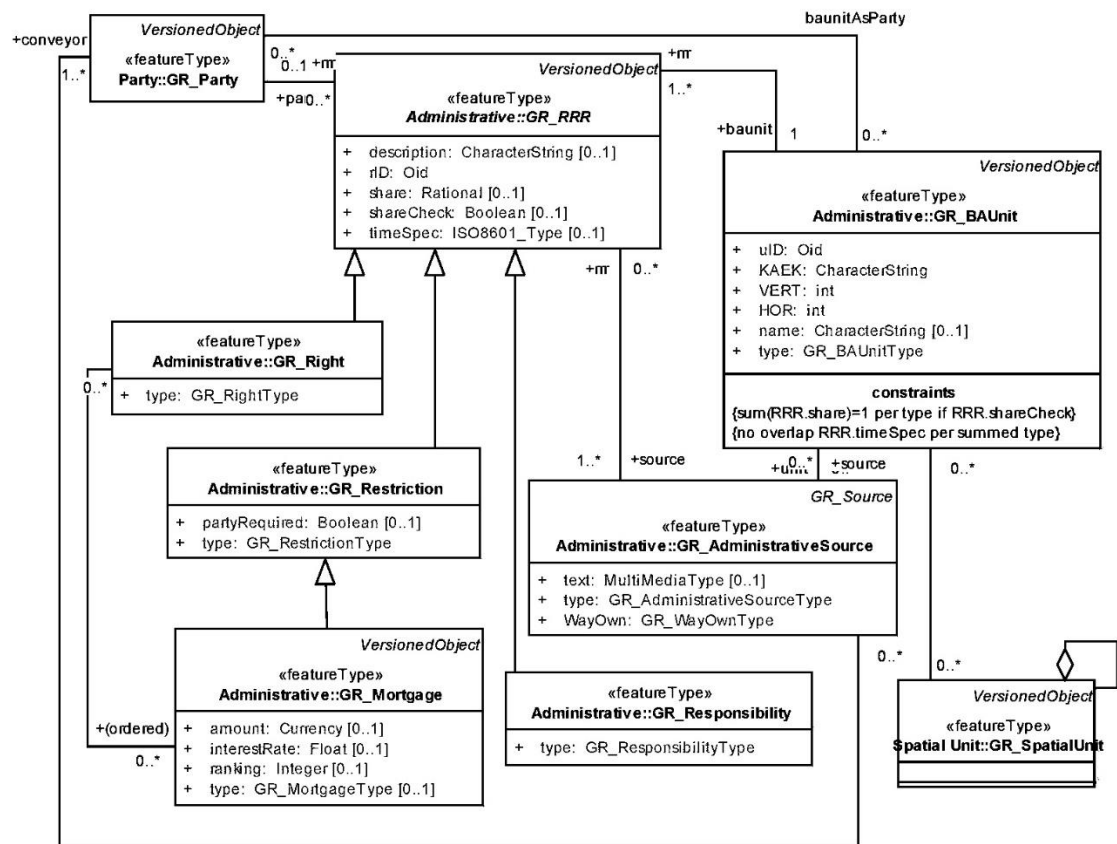 +conveyor
1..*
VersionedObject
«featureType»
Party::GR_Party
baunitAsParty
0..*
0..1
+rrr
+pa
0..*
VersionedObject
«featureType»
Administrative::GR_RRR
+ description: CharacterString [0..1]
+ rID: Oid
+ share: Rational [0..1]
+ shareCheck: Boolean [0..1]
+ timeSpec: ISO8601_Type [0..1]
+rrr
1..*
+baunit
1
0..*
VersionedObject
«featureType»
Administrative::GR_BAUnit
+ uID: Oid
+ KAEK: CharacterString
+ VERT: int
+ HOR: int
+ name: CharacterString [0..1]
+ type: GR_BAUnitType
constraints
{sum(RRR.share)=1 per type if RRR.shareCheck}
{no overlap RRR.timeSpec per summed type}
+rrr
0..*
«featureType»
Administrative::GR_Right
+ type: GR_RightType
0..*
«featureType»
Administrative::GR_Restriction
+ partyRequired: Boolean [0..1]
+ type: GR_RestrictionType
1..*
+source
0..*
+source
0..*
GR_Source
«featureType»
Administrative::GR_AdministrativeSource
+ text: MultiMediaType [0..1]
+ type: GR_AdministrativeSourceType
+ WayOwn: GR_WayOwnType
0..*
0..*
VersionedObject
«featureType»
Administrative::GR_Mortgage
+ amount: Currency [0..1]
+ interestRate: Float [0..1]
+ ranking: Integer [0..1]
+ type: GR_MortgageType [0..1]
+(ordered)
0..*
«featureType»
Administrative::GR_Responsibility
+ type: GR_ResponsibilityType
VersionedObject
«featureType»
Spatial Unit::GR_SpatialUnit